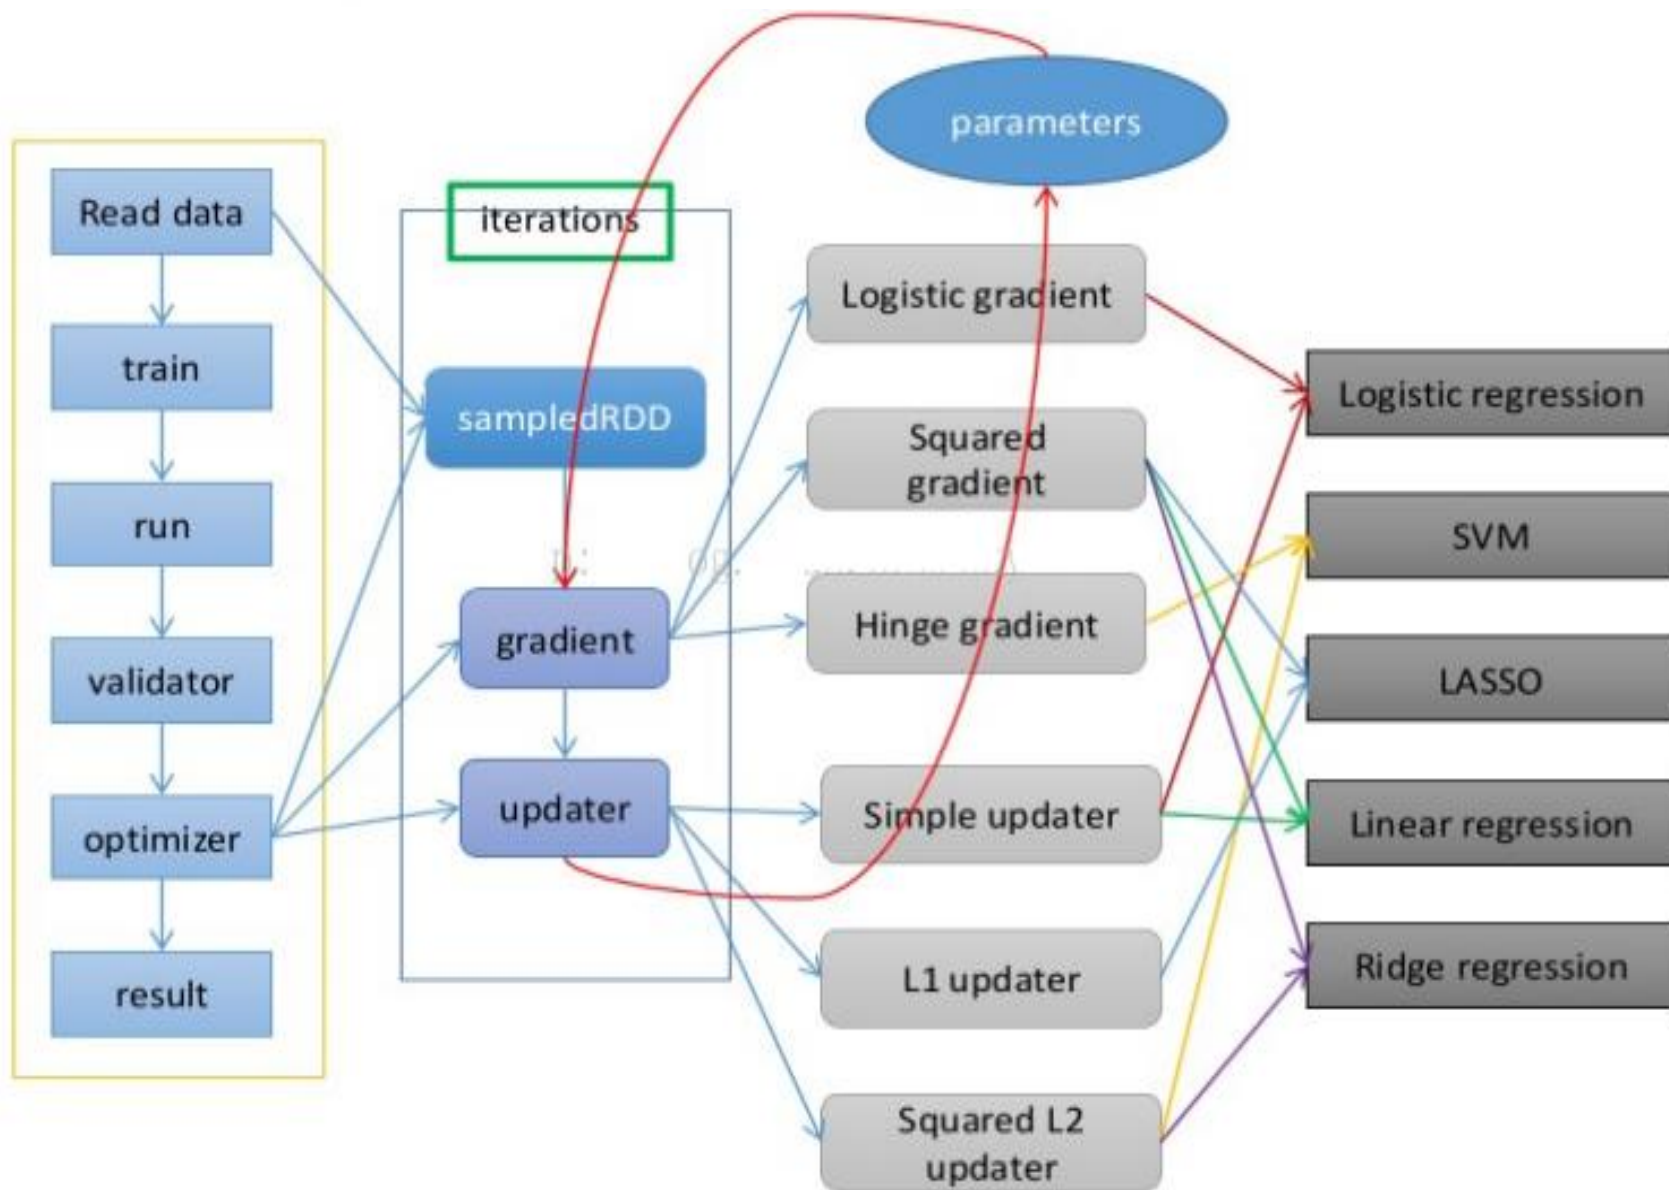 parameters
Read data
train
run
validator
optimizer
result
iterations
sampledRDD
gradient
updater
Logistic gradient
Squared
gradient
Hinge gradient
Simple updater
L1 updater
Squared L2
updater
Logistic regression
SVM
LASSO
Linear regression
Ridge regression